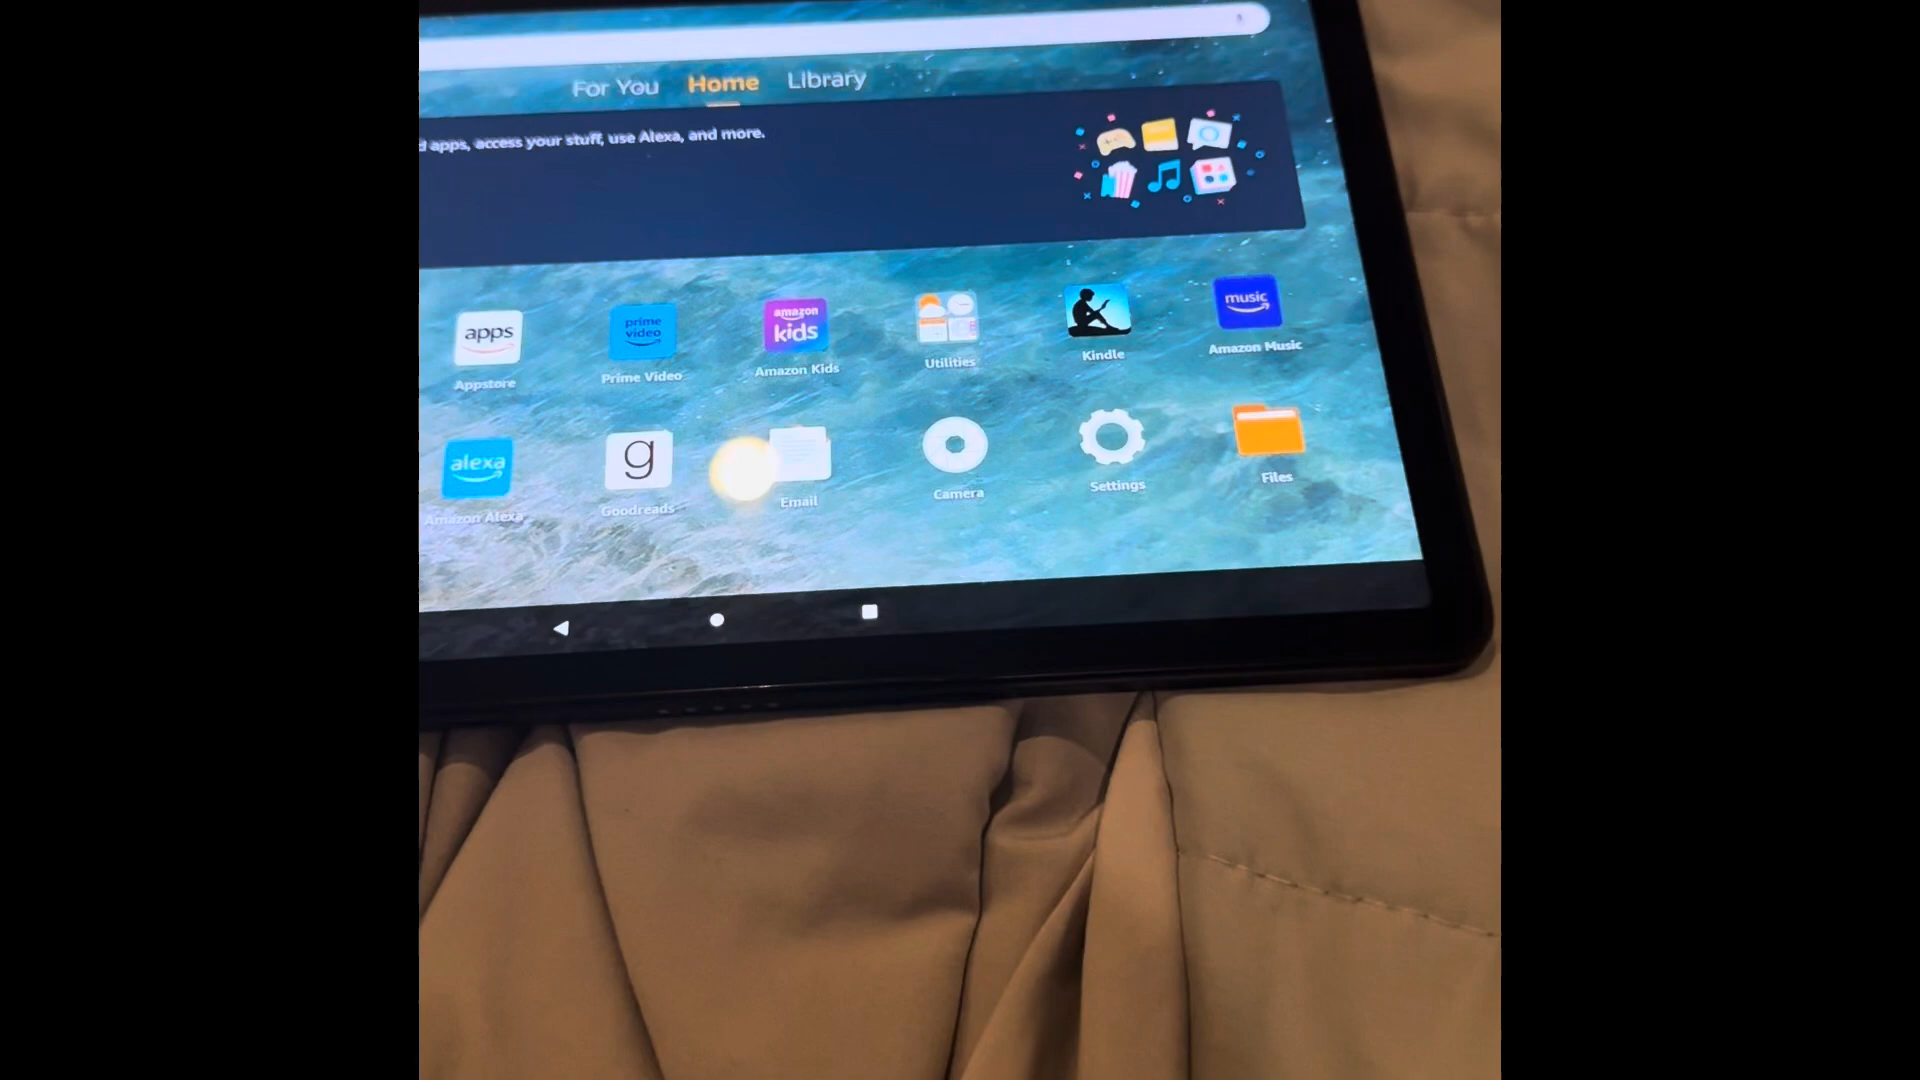 For You Home Library
apps, access your stuff, use Alexa, and more.
apps
prime video
amazon kids
music
Appstore
Prime Video
Amazon Kids
Utilities
Kindle
Amazon Music
alexa
g
Amazon Alexa
Goodreads
Email
Camera
Settings
Files